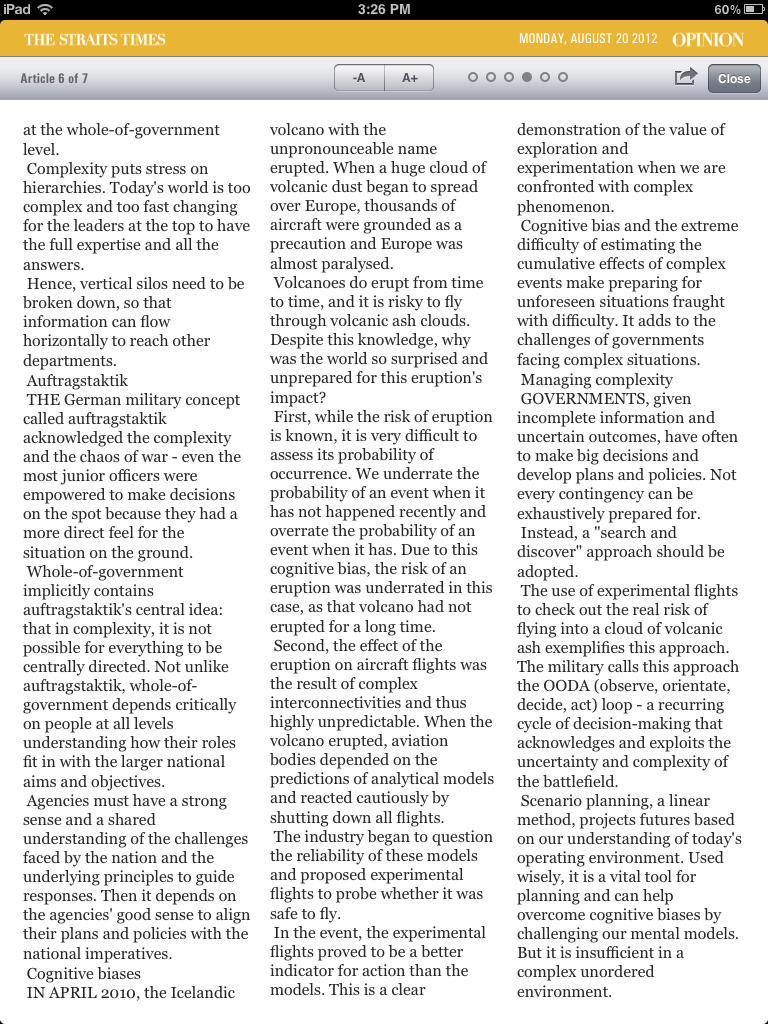 iPad
3:26 PM
60%
THE STRAITS TIMES
MONDAY, AUGUST 20 2012
OPINION
Article 6 of 7
-A
A+
Close
at the whole-of-government
level.
Complexity puts stress on
hierarchies. Today's world is too
complex and too fast changing
for the leaders at the top to have
the full expertise and all the
answers.
Hence, vertical silos need to be
broken down, so that
information can flow
horizontally to reach other
departments.
Auftragstaktik
THE German military concept
called auftragstaktik
acknowledged the complexity
and the chaos of war - even the
most junior officers were
empowered to make decisions
on the spot because they had a
more direct feel for the
situation on the ground.
Whole-of-government
implicitly contains
auftragstaktik's central idea:
that in complexity, it is not
possible for everything to be
centrally directed. Not unlike
auftragstaktik, whole-of-
government depends critically
on people at all levels
understanding how their roles
fit in with the larger national
aims and objectives.
Agencies must have a strong
sense and a shared
understanding of the challenges
faced by the nation and the
underlying principles to guide
responses. Then it depends on
the agencies' good sense to align
their plans and policies with the
national imperatives.
Cognitive biases
IN APRIL 2010, the Icelandic
volcano with the
unpronounceable name
erupted. When a huge cloud of
volcanic dust began to spread
over Europe, thousands of
aircraft were grounded as a
precaution and Europe was
almost paralysed.
Volcanoes do erupt from time
to time, and it is risky to fly
through volcanic ash clouds.
Despite this knowledge, why
was the world so surprised and
unprepared for this eruption's
impact?
First, while the risk of eruption
is known, it is very difficult to
assess its probability of
occurrence. We underrate the
probability of an event when it
has not happened recently and
overrate the probability of an
event when it has. Due to this
cognitive bias, the risk of an
eruption was underrated in this
case, as that volcano had not
erupted for a long time.
Second, the effect of the
eruption on aircraft flights was
the result of complex
interconnectivities and thus
highly unpredictable. When the
volcano erupted, aviation
bodies depended on the
predictions of analytical models
and reacted cautiously by
shutting down all flights.
The industry began to question
the reliability of these models
and proposed experimental
flights to probe whether it was
safe to fly.
In the event, the experimental
flights proved to be a better
indicator for action than the
models. This is a clear
demonstration of the value of
exploration and
experimentation when we are
confronted with complex
phenomenon.
Cognitive bias and the extreme
difficulty of estimating the
cumulative effects of complex
events make preparing for
unforeseen situations fraught
with difficulty. It adds to the
challenges of governments
facing complex situations.
Managing complexity
GOVERNMENTS, given
incomplete information and
uncertain outcomes, have often
to make big decisions and
develop plans and policies. Not
every contingency can be
exhaustively prepared for.
Instead, a "search and
discover" approach should be
adopted.
The use of experimental flights
to check out the real risk of
flying into a cloud of volcanic
ash exemplifies this approach.
The military calls this approach
the OODA (observe, orientate,
decide, act) loop - a recurring
cycle of decision-making that
acknowledges and exploits the
uncertainty and complexity of
the battlefield.
Scenario planning, a linear
method, projects futures based
on our understanding of today's
operating environment. Used
wisely, it is a vital tool for
planning and can help
overcome cognitive biases by
challenging our mental models.
But it is insufficient in a
complex unordered
environment.